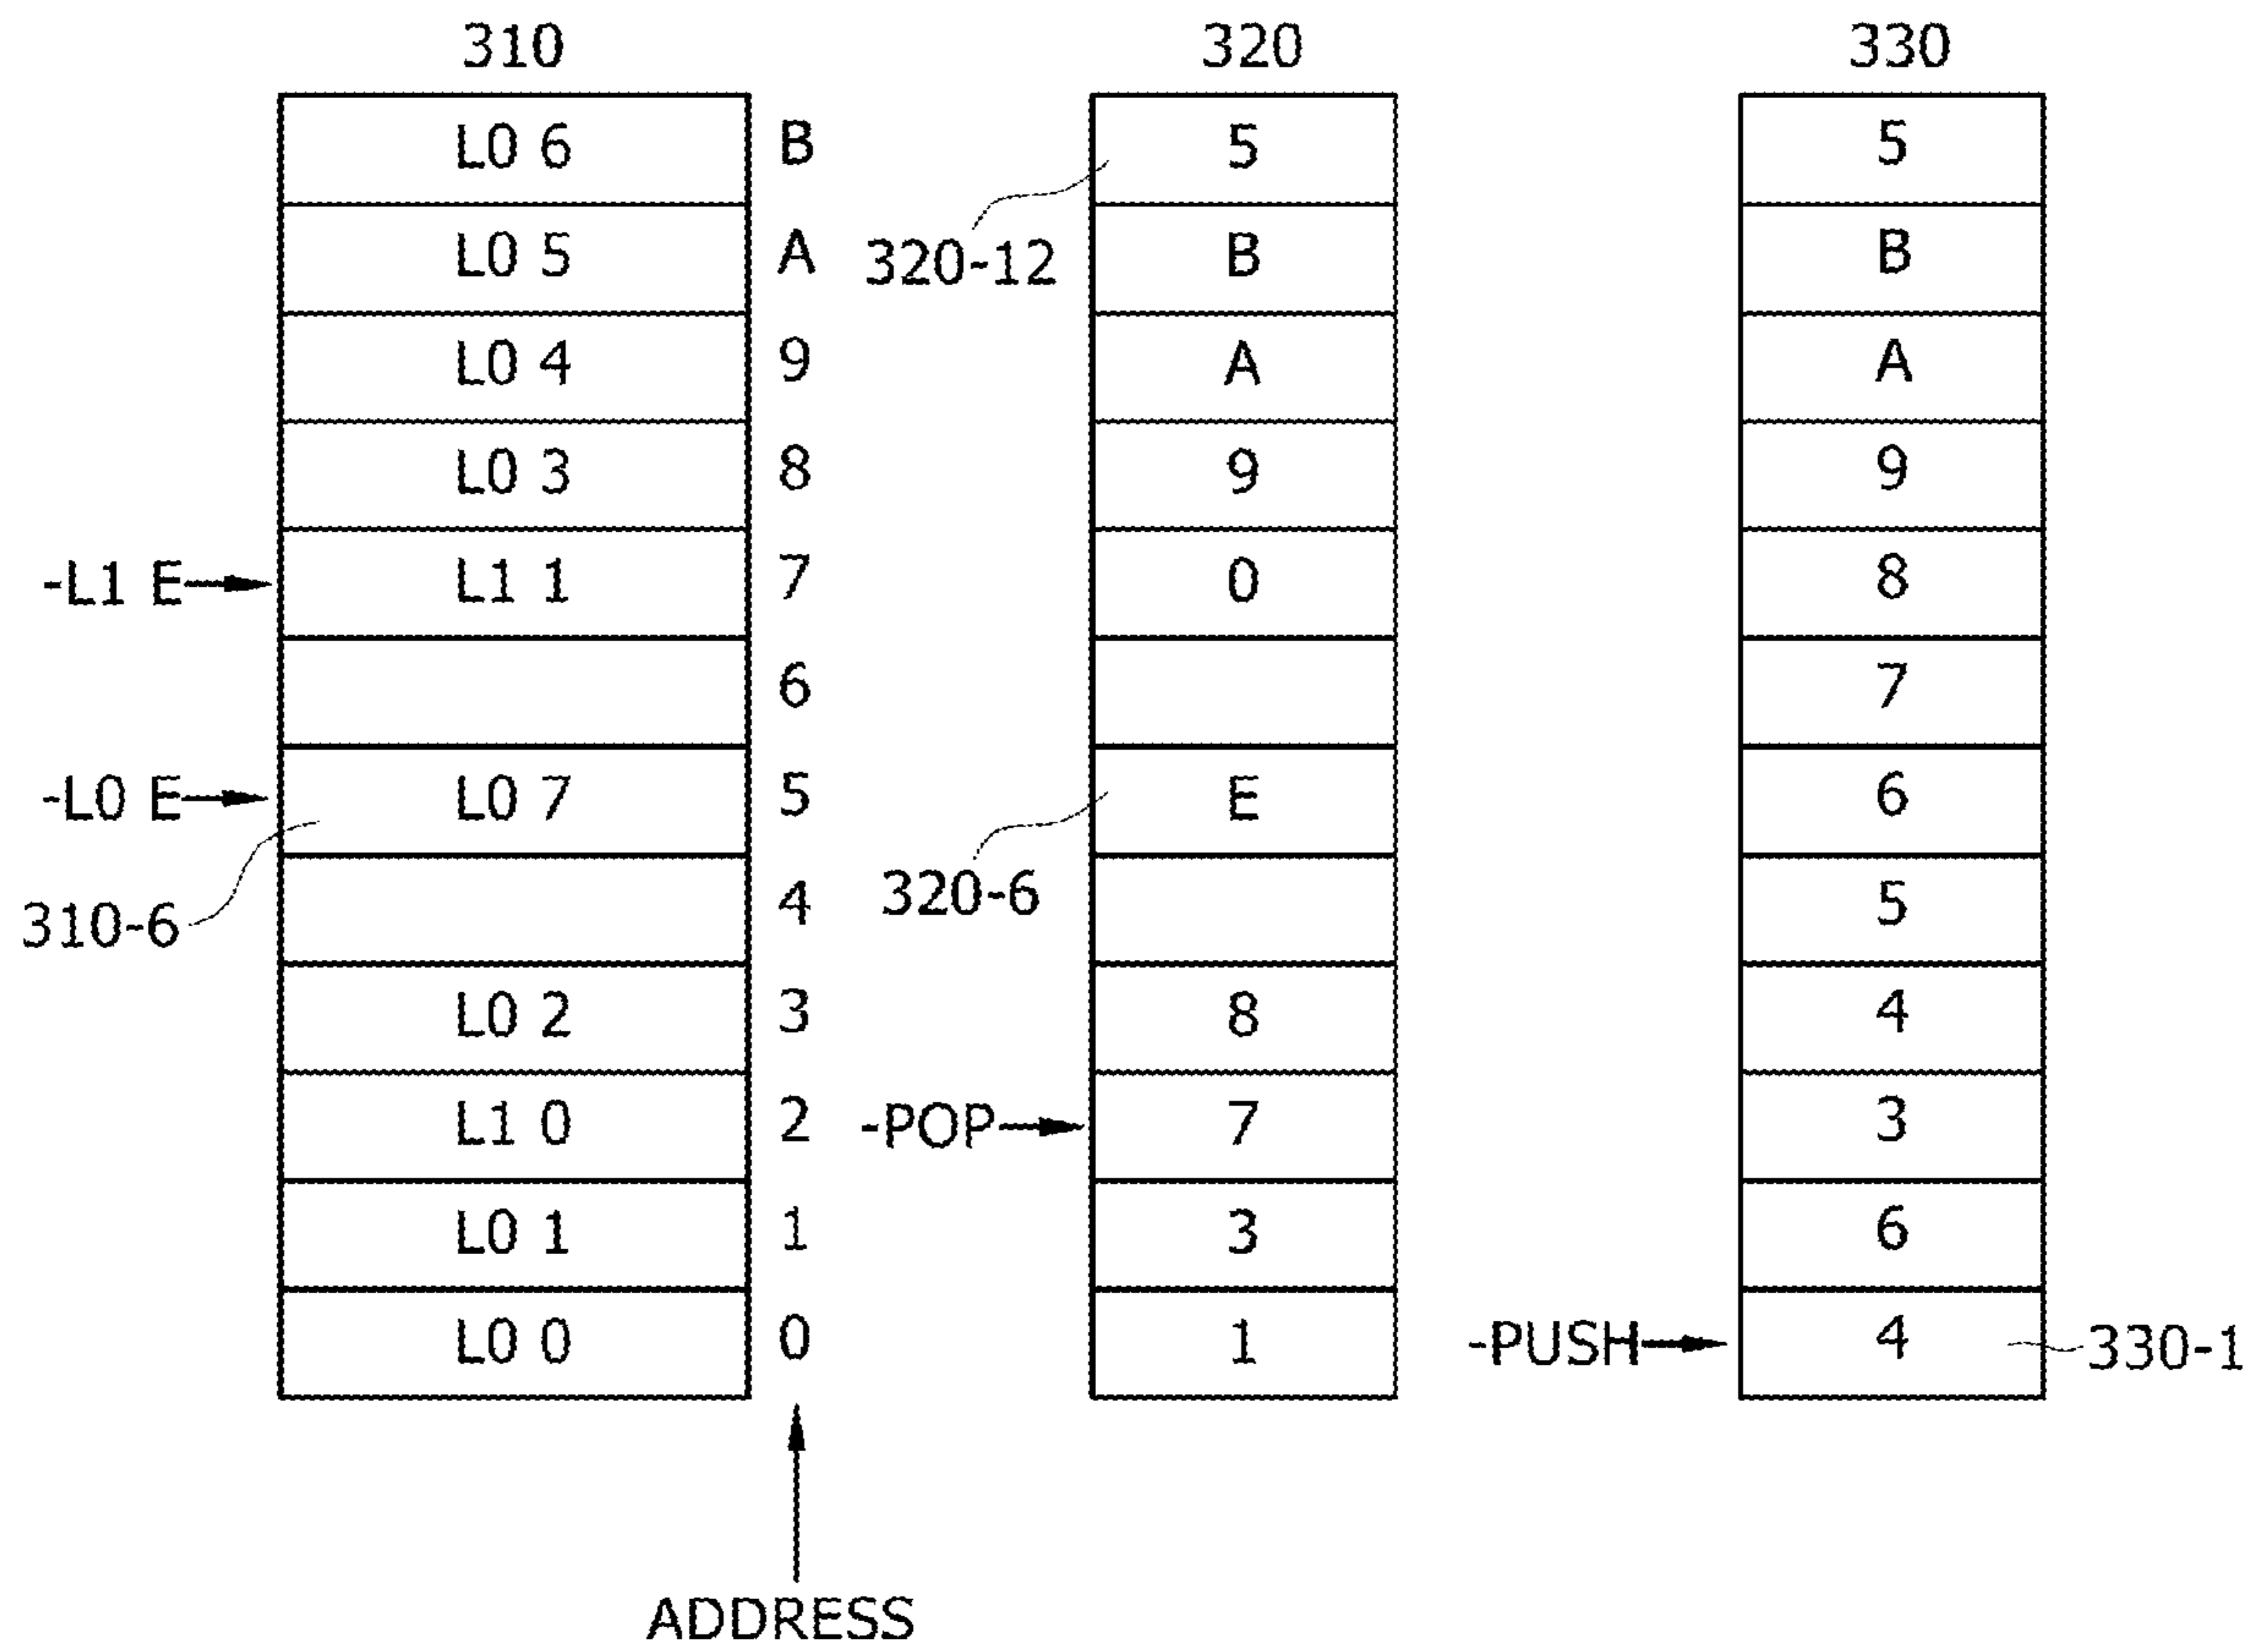 310 320 330
L0 6 B 5 5
L0 5 A 320-12 B B
L0 4 9 A A
L0 3 8 9 9
-L1 E L1 1 7 0 8
6 7
-L0 E L0 7 5 E 6
310-6 4 320-6 5
L0 2 3 8 4
L1 0 2 -POP 7 3
L0 1 1 3 6
L0 0 0 1 -PUSH 4 330-1
ADDRESS